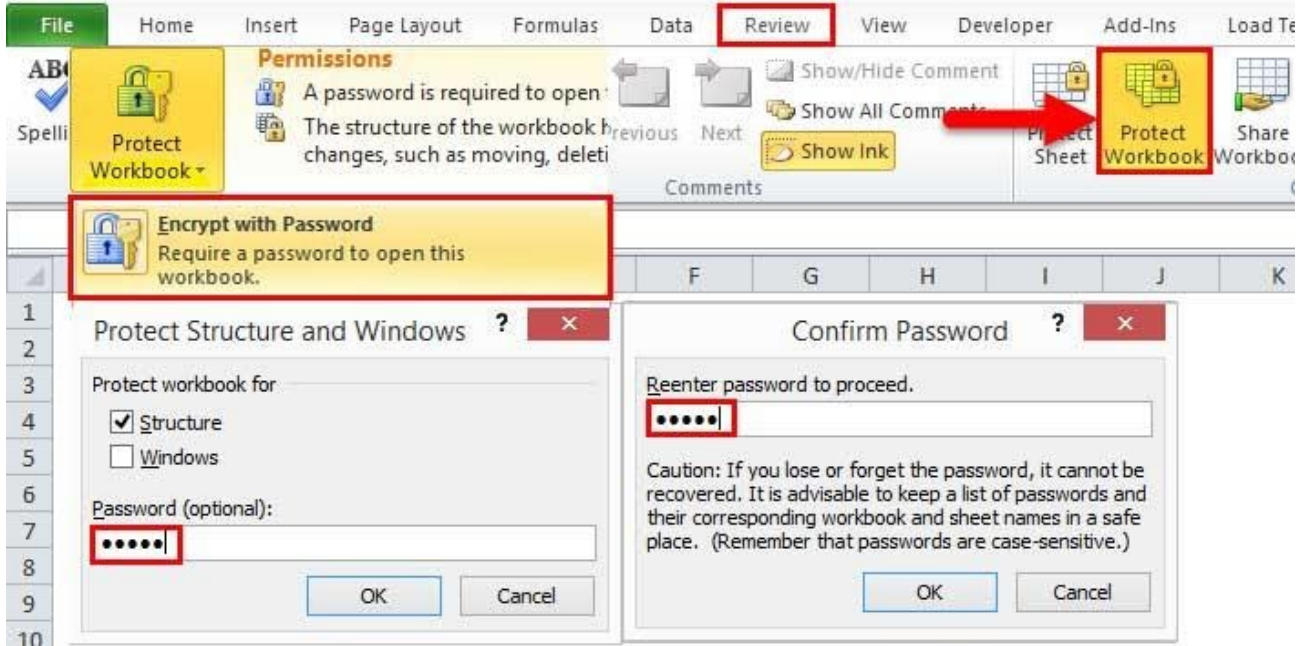 File Home Insert Page Layout Formulas Data Review View Developer Add-Ins Load
Permissions
A password is required to open
The structure of the workbook
changes, such as moving,
Protect
Workbook
Encrypt with Password
Require a password to open this
workbook.
Next
Show/Hide Comment
Show All Comments
Show Ink
Comments
Protect
Sheet
Protect
Workbook
Share
F G H I J K
1
2
3
4
5
6
7
8
9
10
Protect Structure and Windows ? ×
Protect workbook for
Structure
Windows
Password (optional):
•••••
OK Cancel
Confirm Password ? ×
Reenter password to proceed.
•••••
Caution: If you lose or forget the password, it cannot be
recovered. It is advisable to keep a list of passwords and
their corresponding workbook and sheet names in a safe
place. (Remember that passwords are case-sensitive.)
OK Cancel